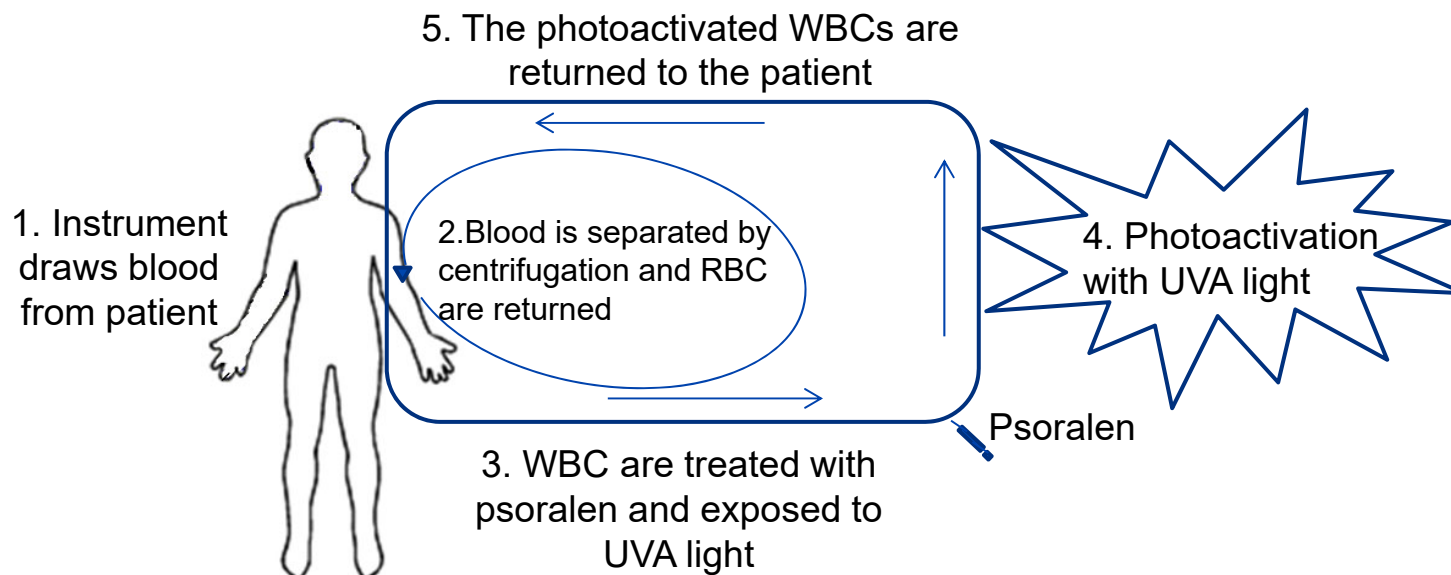 5. The photoactivated WBCs are
returned to the patient
1. Instrument
draws blood
from patient
2.Blood is separated by
centrifugation and RBC
are returned
4. Photoactivation
with UVA light
Psoralen
3. WBC are treated with
psoralen and exposed to
UVA light